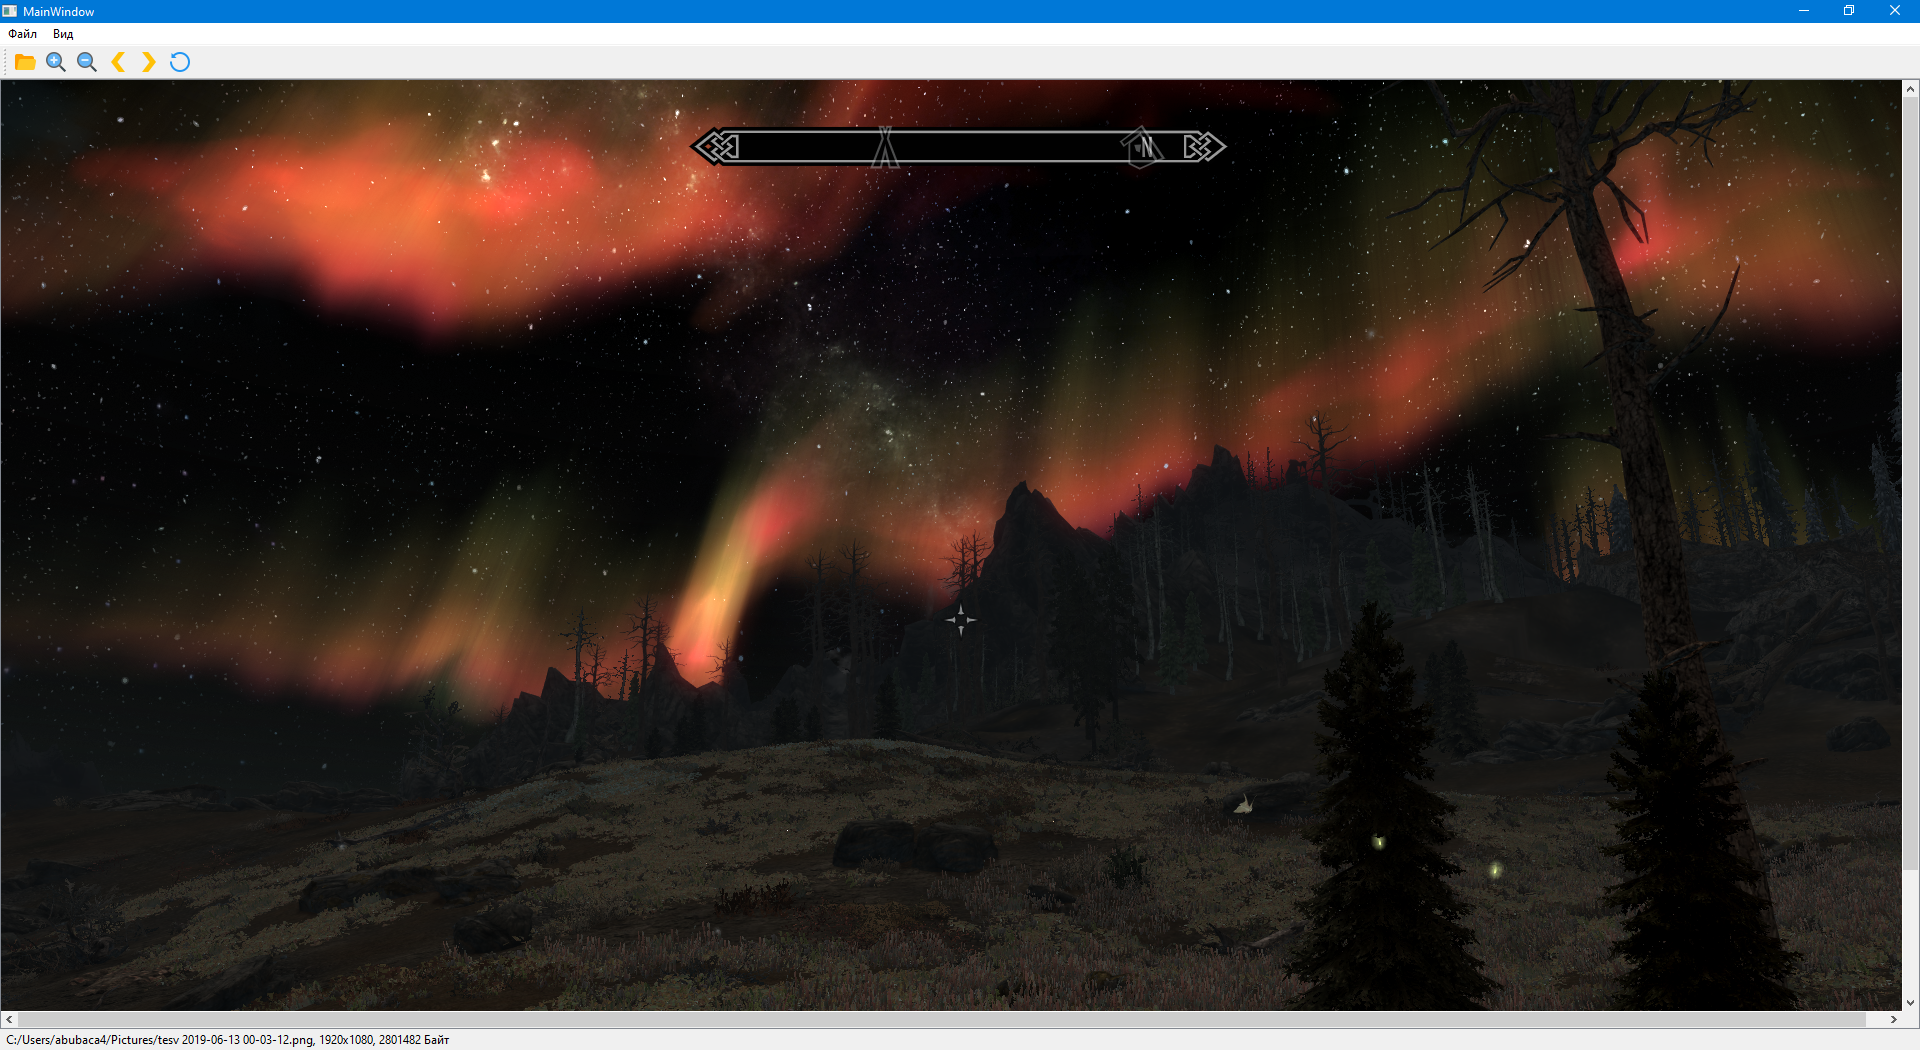 MainWindow
Файл Вид
N
C:/Users/abubaca4/Pictures/tesv 2019-06-13 00-03-12.png, 1920x1080, 2801482 Байт